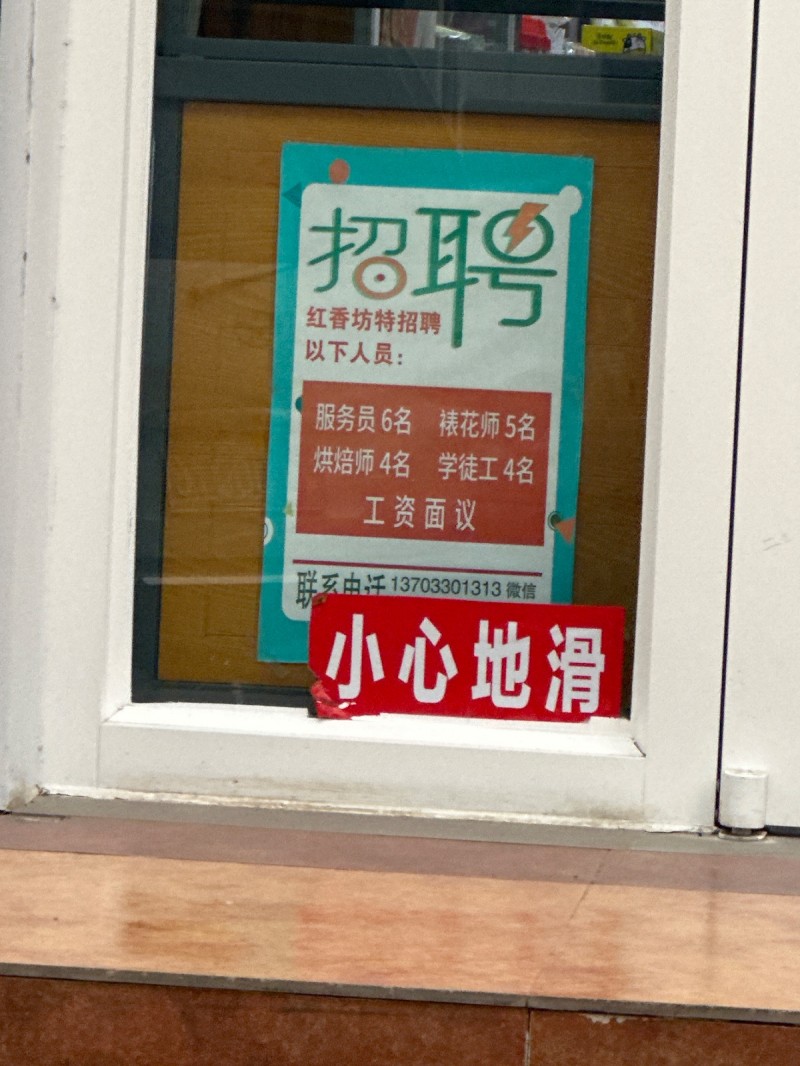 招聘
红香坊特招聘
以下人员：
服务员6名 裱花师5名
烘焙师4名 学徒工4名
工资面议
联系电话 13703301313 微信
小心地滑